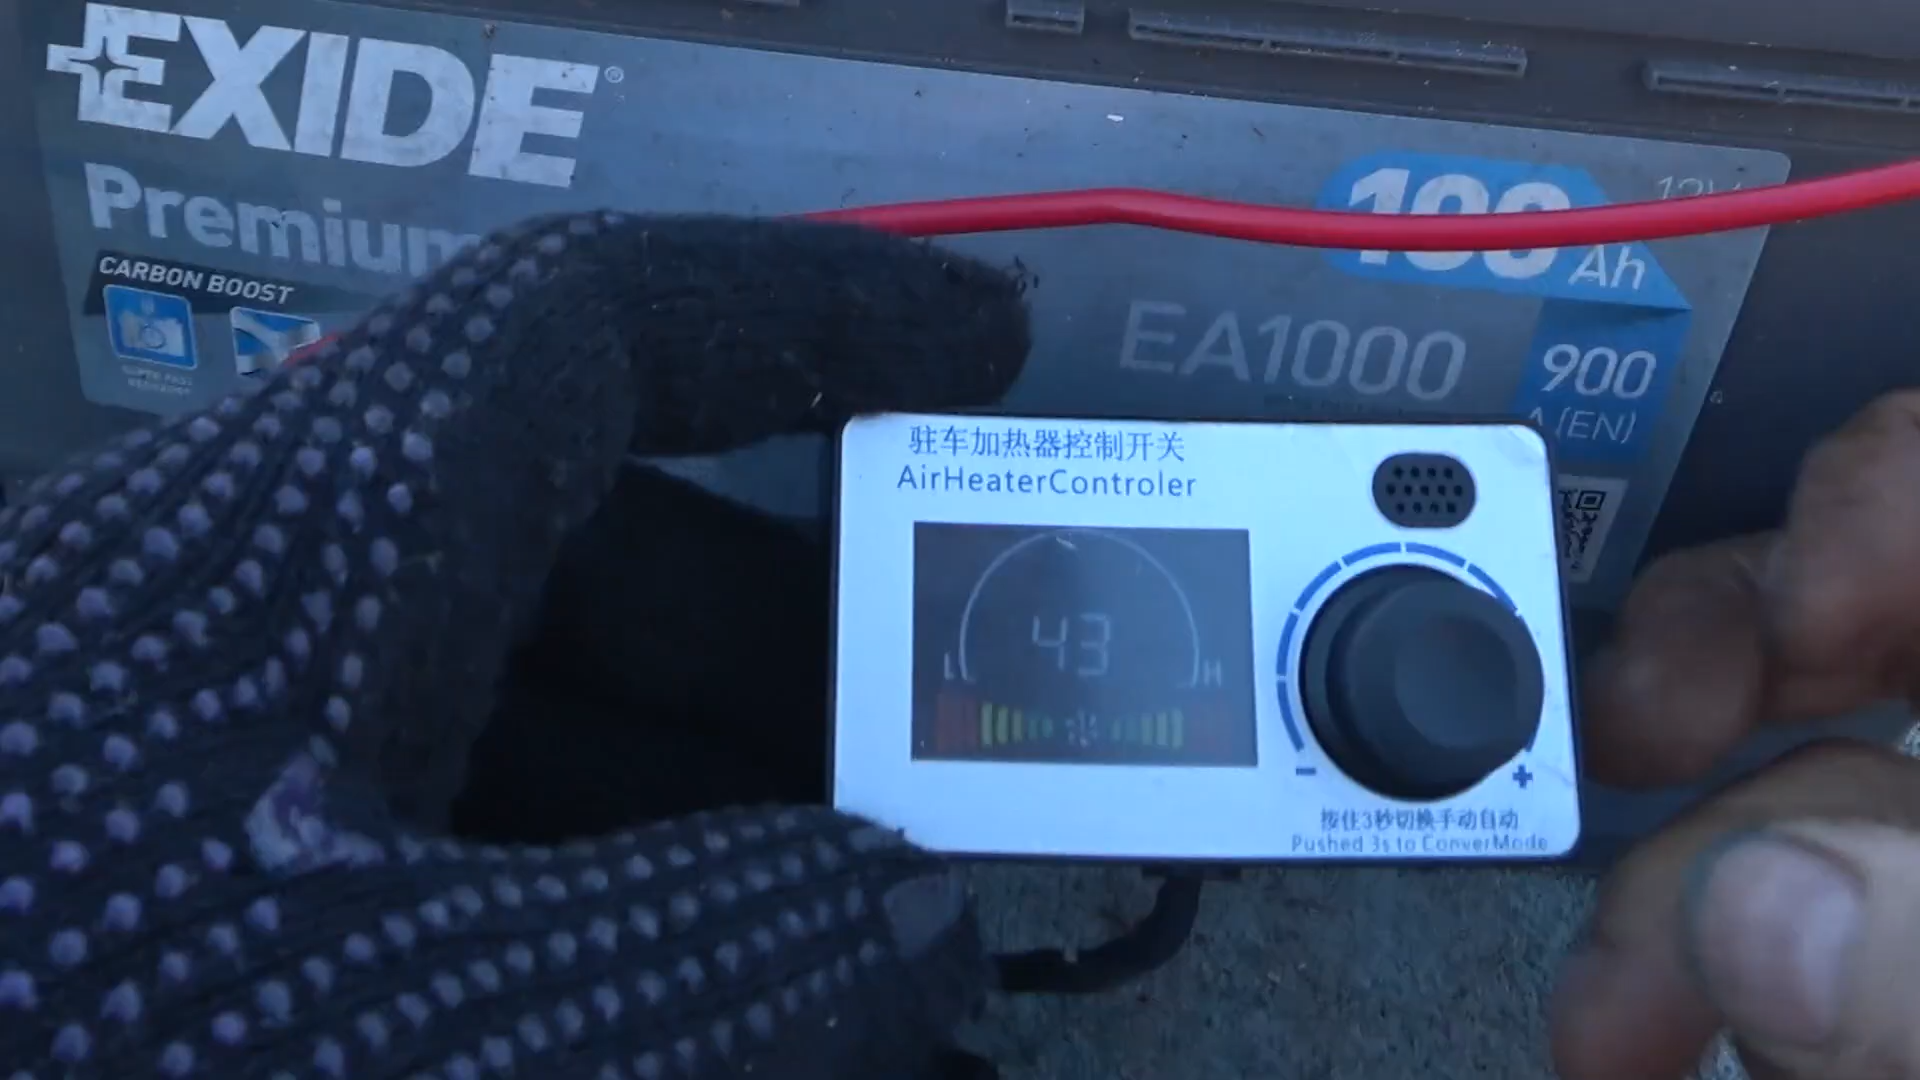 EXIDE®
Premium
CARBON BOOST
100 Ah
EA1000
900
A (EN)
驻车加热器控制开关
AirHeaterControler
43
L H
- +
按住3秒切换手动自动
Pushed 3s to ConverMode